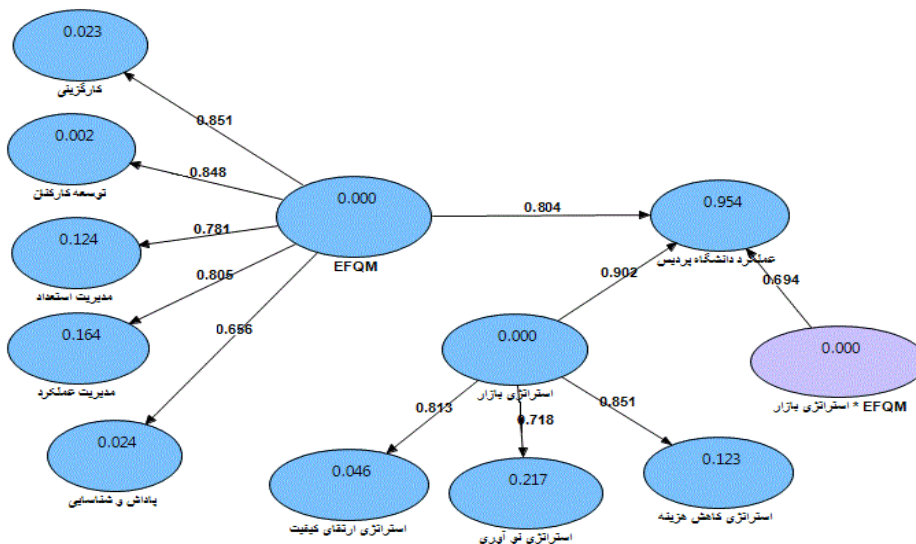 0.023
کارگزینی
0.851
0.002
توسعه کارکنان
0.848
0.124
مدیریت استعداد
0.781
0.164
مدیریت عملکرد
0.805
0.024
پاداش و شناسایی
0.656
0.000
EFQM
0.804
0.954
عملکرد دانشگاه پردیس
0.902
0.694
0.000
استراتژی بازار
0.000
EFQM * استراتژی بازار
0.813
0.718
0.851
0.046
استراتژی ارتقای کیفیت
0.217
استراتژی نو آوری
0.123
استراتژی کاهش هزینه